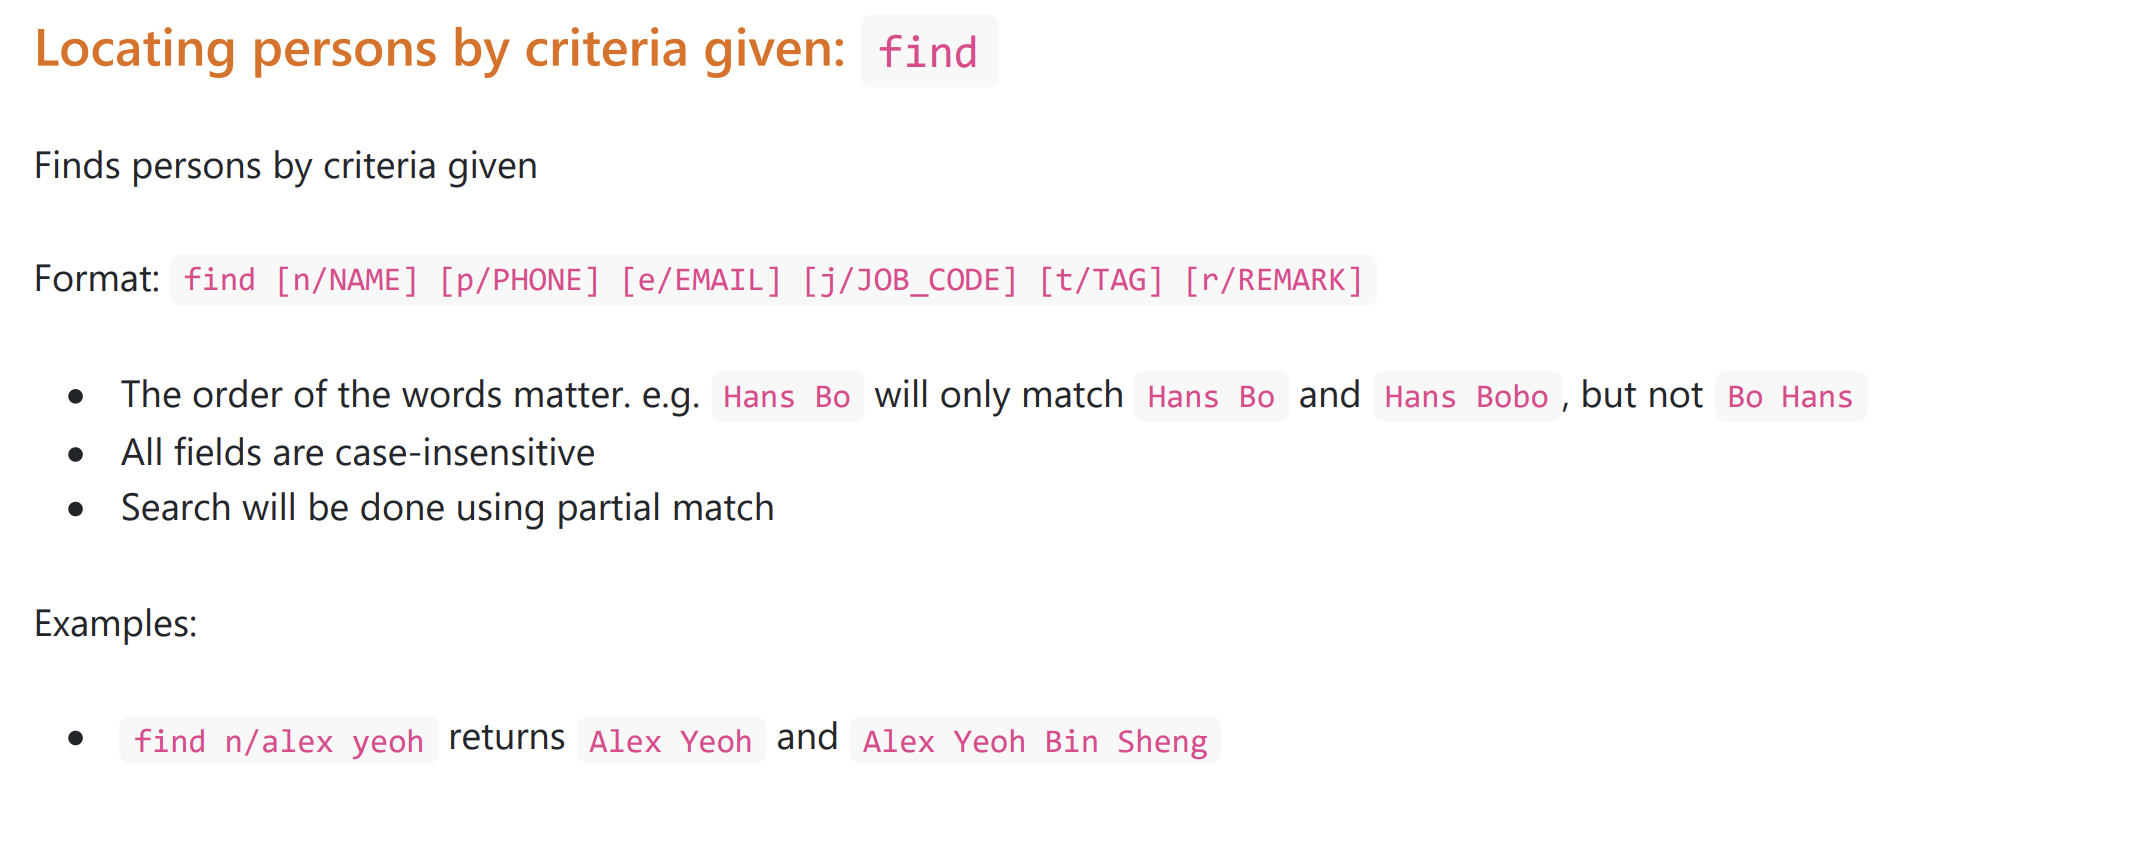 Locating persons by criteria given: find
Finds persons by criteria given
Format: find [n/NAME] [p/PHONE] [e/EMAIL] [j/JOB_CODE] [t/TAG] [r/REMARK]
• The order of the words matter. e.g. Hans Bo will only match Hans Bo and Hans Bobo, but not Bo Hans
• All fields are case-insensitive
• Search will be done using partial match
Examples:
• find n/alex yeoh returns Alex Yeoh and Alex Yeoh Bin Sheng